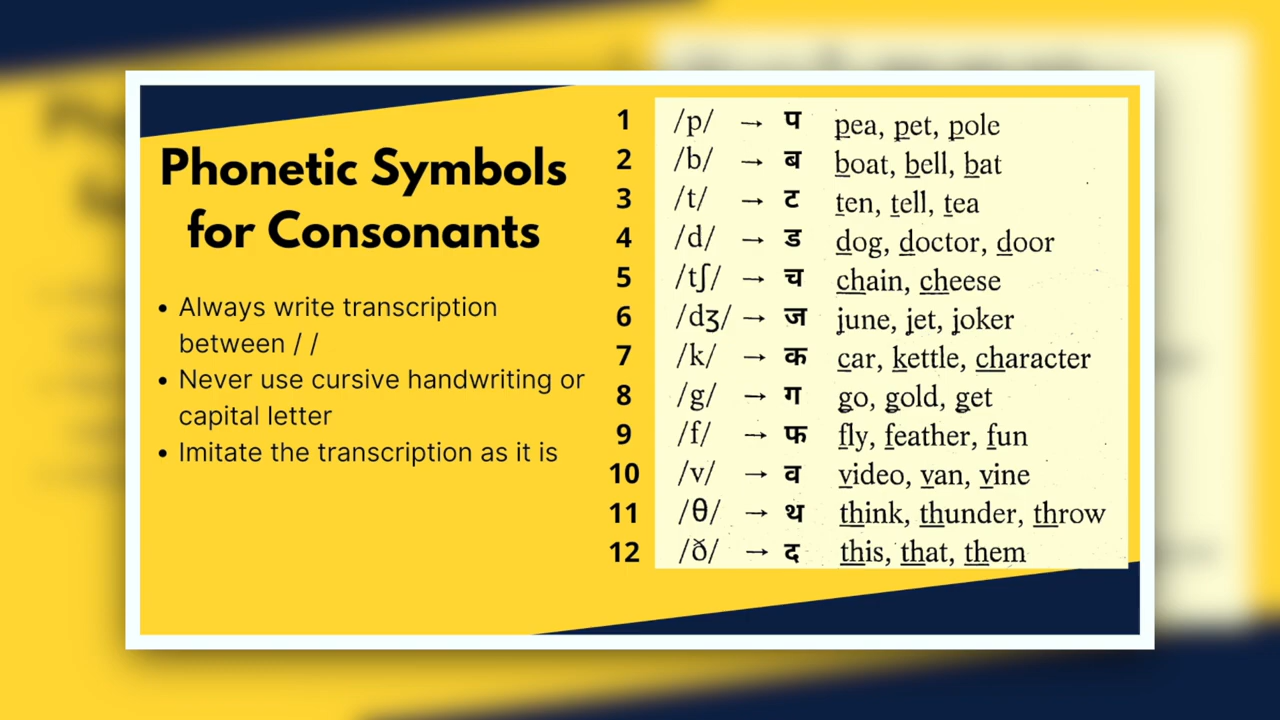 Phonetic Symbols
for Consonants
• Always write transcription
between / /
• Never use cursive handwriting or
capital letter
• Imitate the transcription as it is
1 /p/ → प pea, pet, pole
2 /b/ → ब boat, bell, bat
3 /t/ → ट ten, tell, tea
4 /d/ → ड dog, doctor, door
5 /tʃ/ → च chain, cheese
6 /dʒ/ → ज june, jet, joker
7 /k/ → क car, kettle, character
8 /g/ → ग go, gold, get
9 /f/ → फ fly, feather, fun
10 /v/ → व video, van, vine
11 /θ/ → थ think, thunder, throw
12 /ð/ → द this, that, them